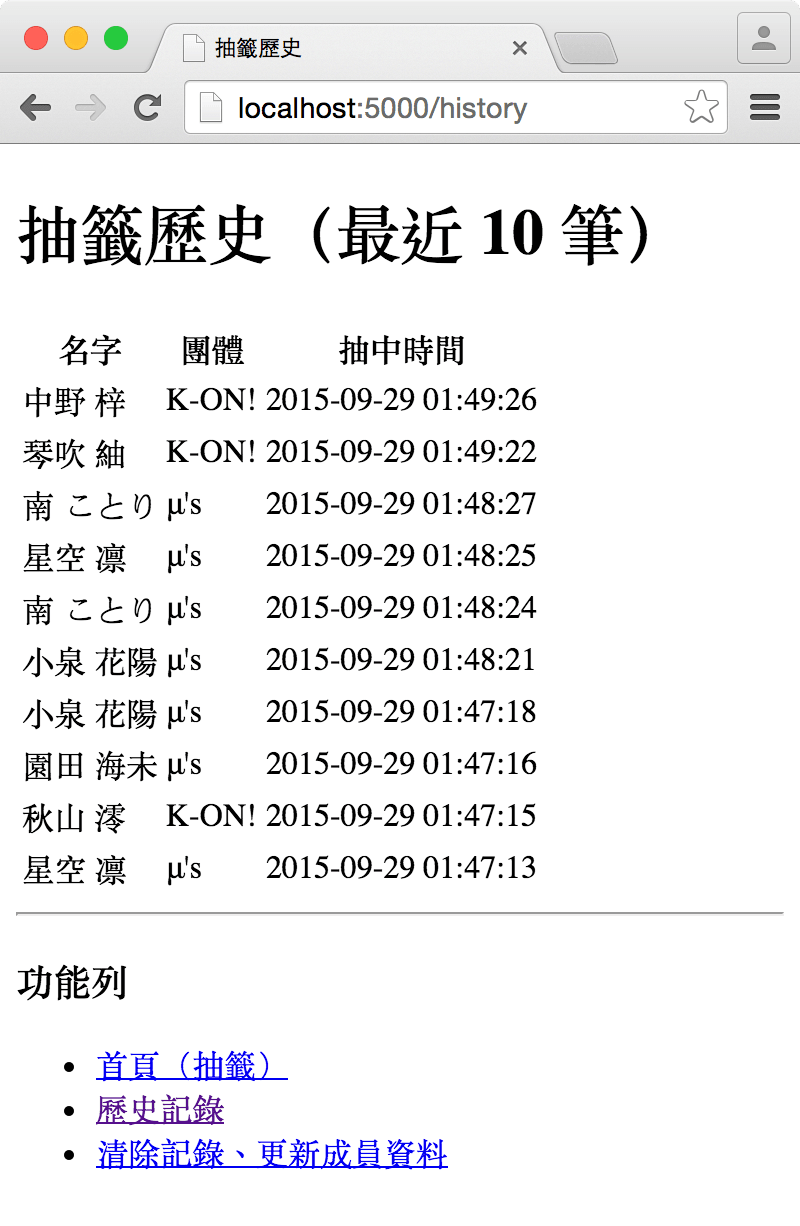 抽籤歷史
localhost:5000/history
抽籤歷史（最近 10 筆）
名字 團體 抽中時間
中野 梓 K-ON! 2015-09-29 01:49:26
琴吹 紬 K-ON! 2015-09-29 01:49:22
南 ことり μ's 2015-09-29 01:48:27
星空 凛 μ's 2015-09-29 01:48:25
南 ことり μ's 2015-09-29 01:48:24
小泉 花陽 μ's 2015-09-29 01:48:21
小泉 花陽 μ's 2015-09-29 01:47:18
園田 海未 μ's 2015-09-29 01:47:16
秋山 澪 K-ON! 2015-09-29 01:47:15
星空 凛 μ's 2015-09-29 01:47:13
功能列
• 首頁（抽籤）
• 歷史記錄
• 清除記錄、更新成員資料